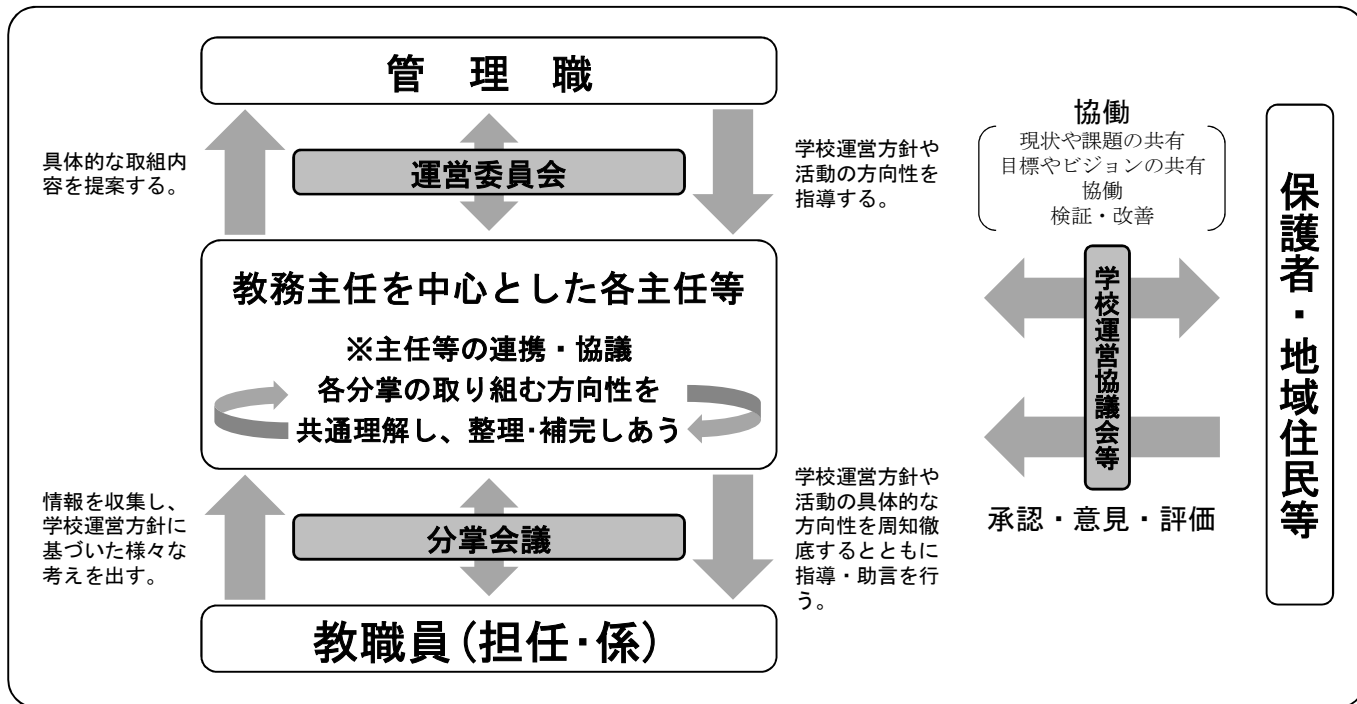 管　理　職
具体的な取組内
容を提案する。
運営委員会
学校運営方針や
活動の方向性を
指導する。
教務主任を中心とした各主任等
※主任等の連携・協議
各分掌の取り組む方向性を
共通理解し、整理・補完しあう
情報を収集し、
学校運営方針に
基づいた様々な
考えを出す。
分掌会議
学校運営方針や
活動の具体的な
方向性を周知徹
底するとともに
指導・助言を行
う。
教職員(担任・係)
協働
現状や課題の共有
目標やビジョンの共有
協働
検証・改善
学校運営協議会等
承認・意見・評価
保護者・地域住民等